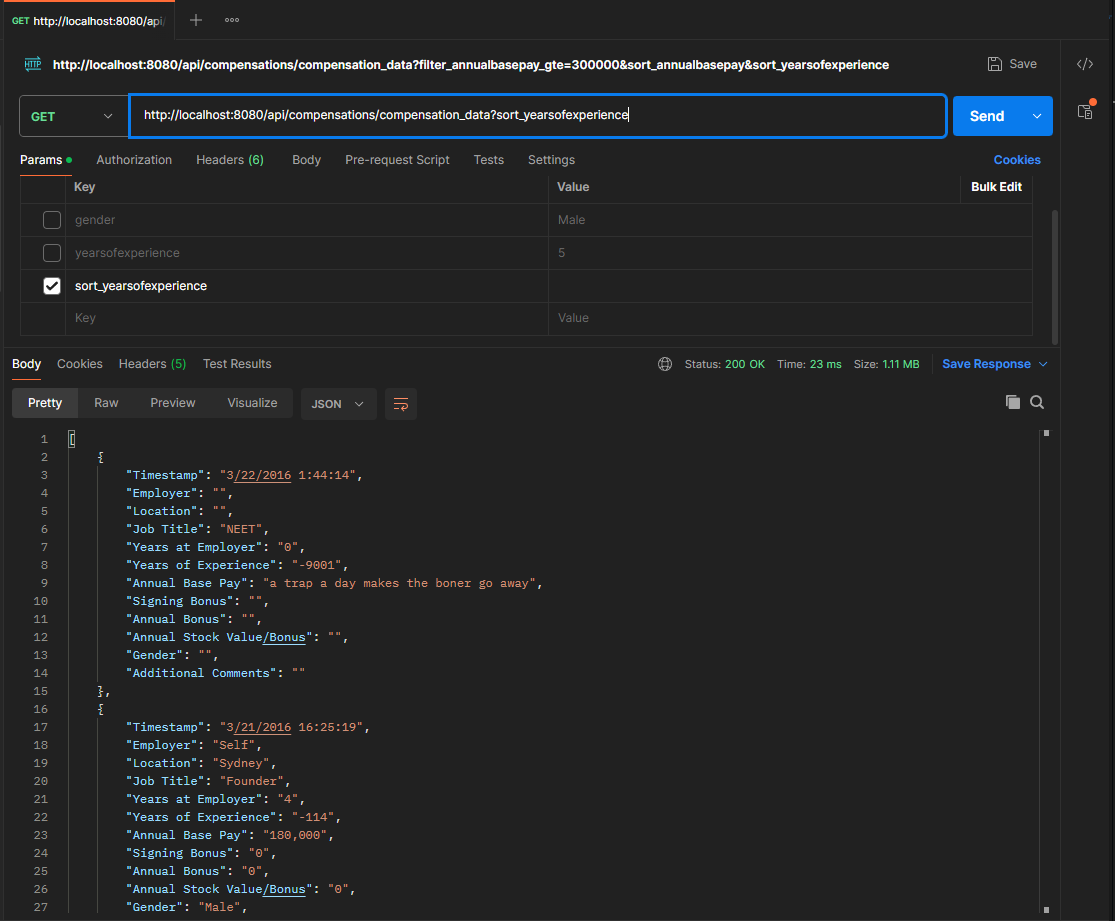 GET http://localhost:8080/api/
http://localhost:8080/api/compensations/compensation_data?filter_annualbasepay_gte=300000&sort_annualbasepay&sort_yearsofexperience Save
GET http://localhost:8080/api/compensations/compensation_data?sort_yearsofexperience Send
Params Authorization Headers (6) Body Pre-request Script Tests Settings Cookies
Key Value Bulk Edit
gender Male
yearsofexperience 5
sort_yearsofexperience
Key Value
Body Cookies Headers (5) Test Results Status: 200 OK Time: 23 ms Size: 1.11 MB Save Response
Pretty Raw Preview Visualize JSON
1 [
2 {
3 "Timestamp": "3/22/2016 1:44:14",
4 "Employer": "",
5 "Location": "",
6 "Job Title": "NEET",
7 "Years at Employer": "0",
8 "Years of Experience": "-9001",
9 "Annual Base Pay": "a trap a day makes the boner go away",
10 "Signing Bonus": "",
11 "Annual Bonus": "",
12 "Annual Stock Value/Bonus": "",
13 "Gender": "",
14 "Additional Comments": ""
15 },
16 {
17 "Timestamp": "3/21/2016 16:25:19",
18 "Employer": "Self",
19 "Location": "Sydney",
20 "Job Title": "Founder",
21 "Years at Employer": "4",
22 "Years of Experience": "-114",
23 "Annual Base Pay": "180,000",
24 "Signing Bonus": "0",
25 "Annual Bonus": "0",
26 "Annual Stock Value/Bonus": "0",
27 "Gender": "Male",